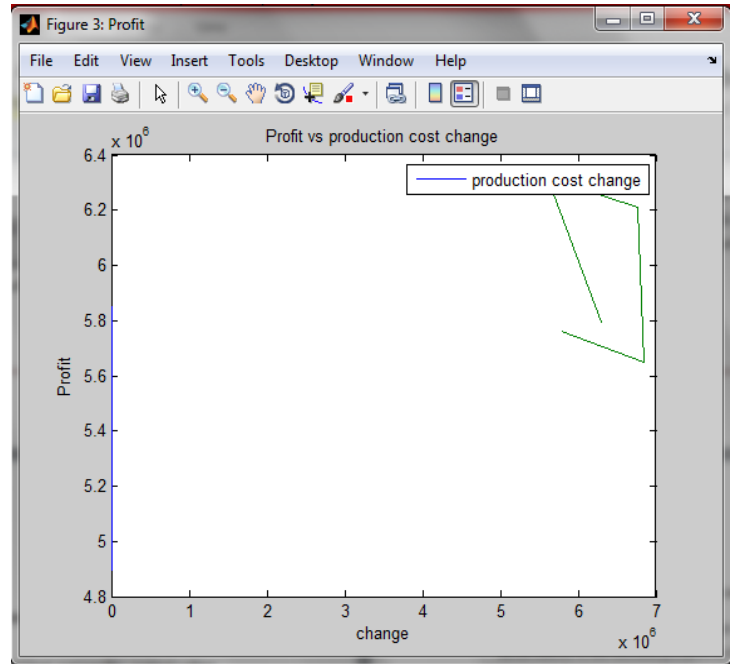 Figure 3: Profit
File Edit View Insert Tools Desktop Window Help
x 10^6
Profit vs production cost change
production cost change
6.4
6.2
6
5.8
5.6
5.4
5.2
5
4.8
Profit
0 1 2 3 4 5 6 7
change
x 10^6